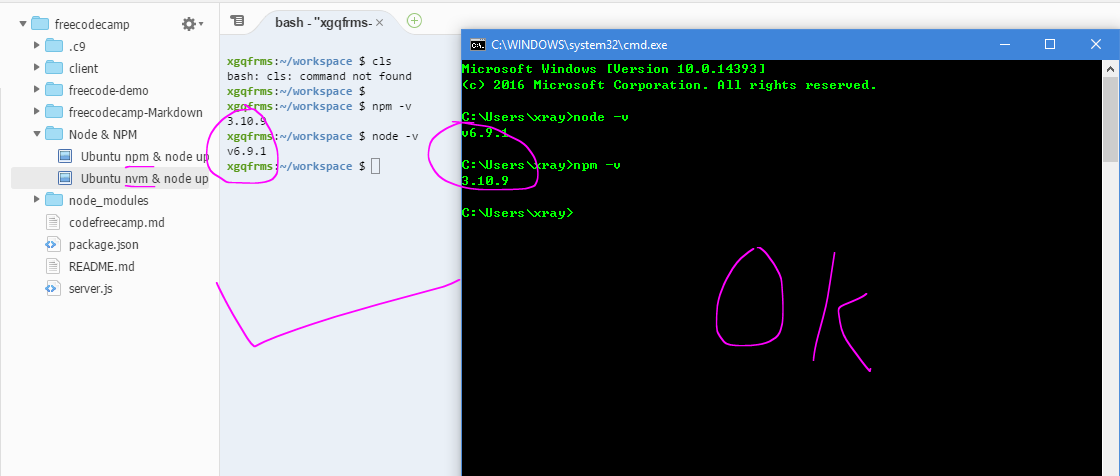 freecodecamp
.c9
client
freecode-demo
freecodecamp-Markdown
Node & NPM
Ubuntu npm & node up
Ubuntu nvm & node up
node_modules
codefreecamp.md
package.json
README.md
server.js
bash - "xgqfrms-
xgqfrms:~/workspace $ cls
bash: cls: command not found
xgqfrms:~/workspace $
xgqfrms:~/workspace $ npm -v
3.10.9
xgqfrms:~/workspace $ node -v
v6.9.1
xgqfrms:~/workspace $
C:\WINDOWS\system32\cmd.exe
Microsoft Windows [Version 10.0.14393]
(c) 2016 Microsoft Corporation. All rights reserved.
C:\Users\xray>node -v
v6.9.1
C:\Users\xray>npm -v
3.10.9
C:\Users\xray>
Ok